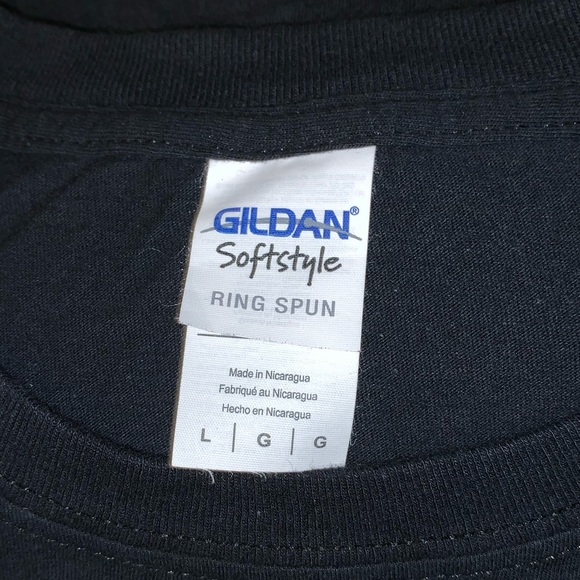 GILDAN®
Softstyle
RING SPUN
Made in Nicaragua
Fabriqué au Nicaragua
Hecho en Nicaragua
L | G | G